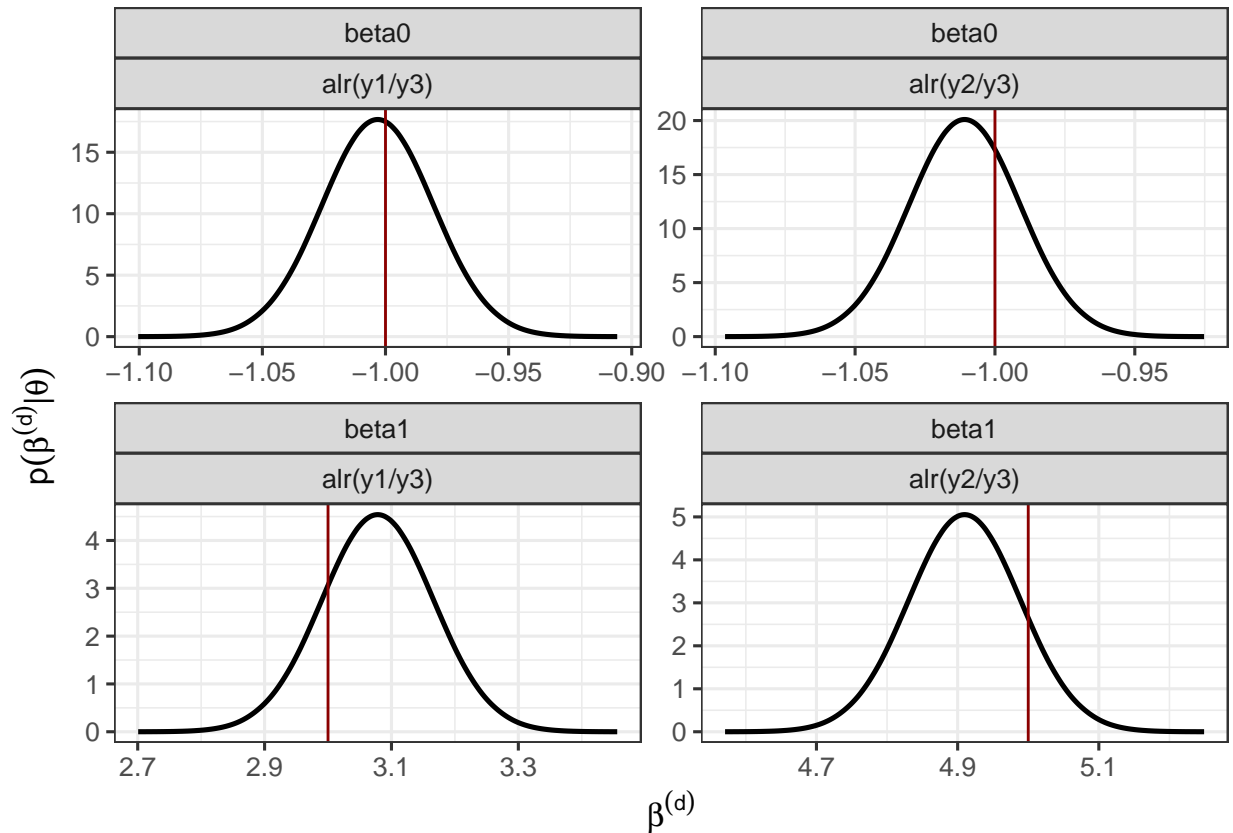 beta0
alr(y1/y3)
15
10
5
0
−1.10 −1.05 −1.00 −0.95 −0.90
beta0
alr(y2/y3)
20
15
10
5
0
−1.10 −1.05 −1.00 −0.95
beta1
alr(y1/y3)
4
3
2
1
0
2.7 2.9 3.1 3.3
beta1
alr(y2/y3)
5
4
3
2
1
0
4.7 4.9 5.1
p(β^(d)|θ)
β^(d)